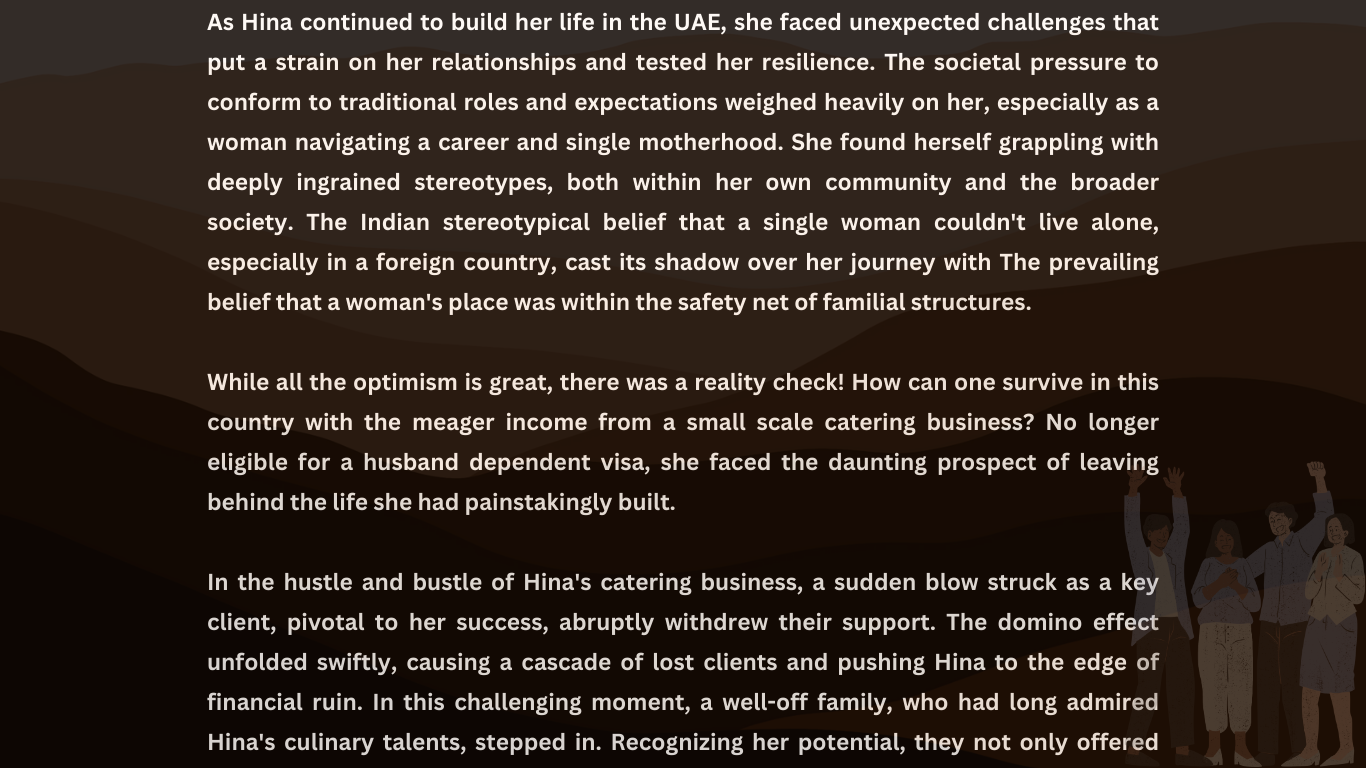 As Hina continued to build her life in the UAE, she faced unexpected challenges that
put a strain on her relationships and tested her resilience. The societal pressure to
conform to traditional roles and expectations weighed heavily on her, especially as a
woman navigating a career and single motherhood. She found herself grappling with
deeply ingrained stereotypes, both within her own community and the broader
society. The Indian stereotypical belief that a single woman couldn't live alone,
especially in a foreign country, cast its shadow over her journey with The prevailing
belief that a woman's place was within the safety net of familial structures.
While all the optimism is great, there was a reality check! How can one survive in this
country with the meager income from a small scale catering business? No longer
eligible for a husband dependent visa, she faced the daunting prospect of leaving
behind the life she had painstakingly built.
In the hustle and bustle of Hina's catering business, a sudden blow struck as a key
client, pivotal to her success, abruptly withdrew their support. The domino effect
unfolded swiftly, causing a cascade of lost clients and pushing Hina to the edge of
financial ruin. In this challenging moment, a well-off family, who had long admired
Hina's culinary talents, stepped in. Recognizing her potential, they not only offered